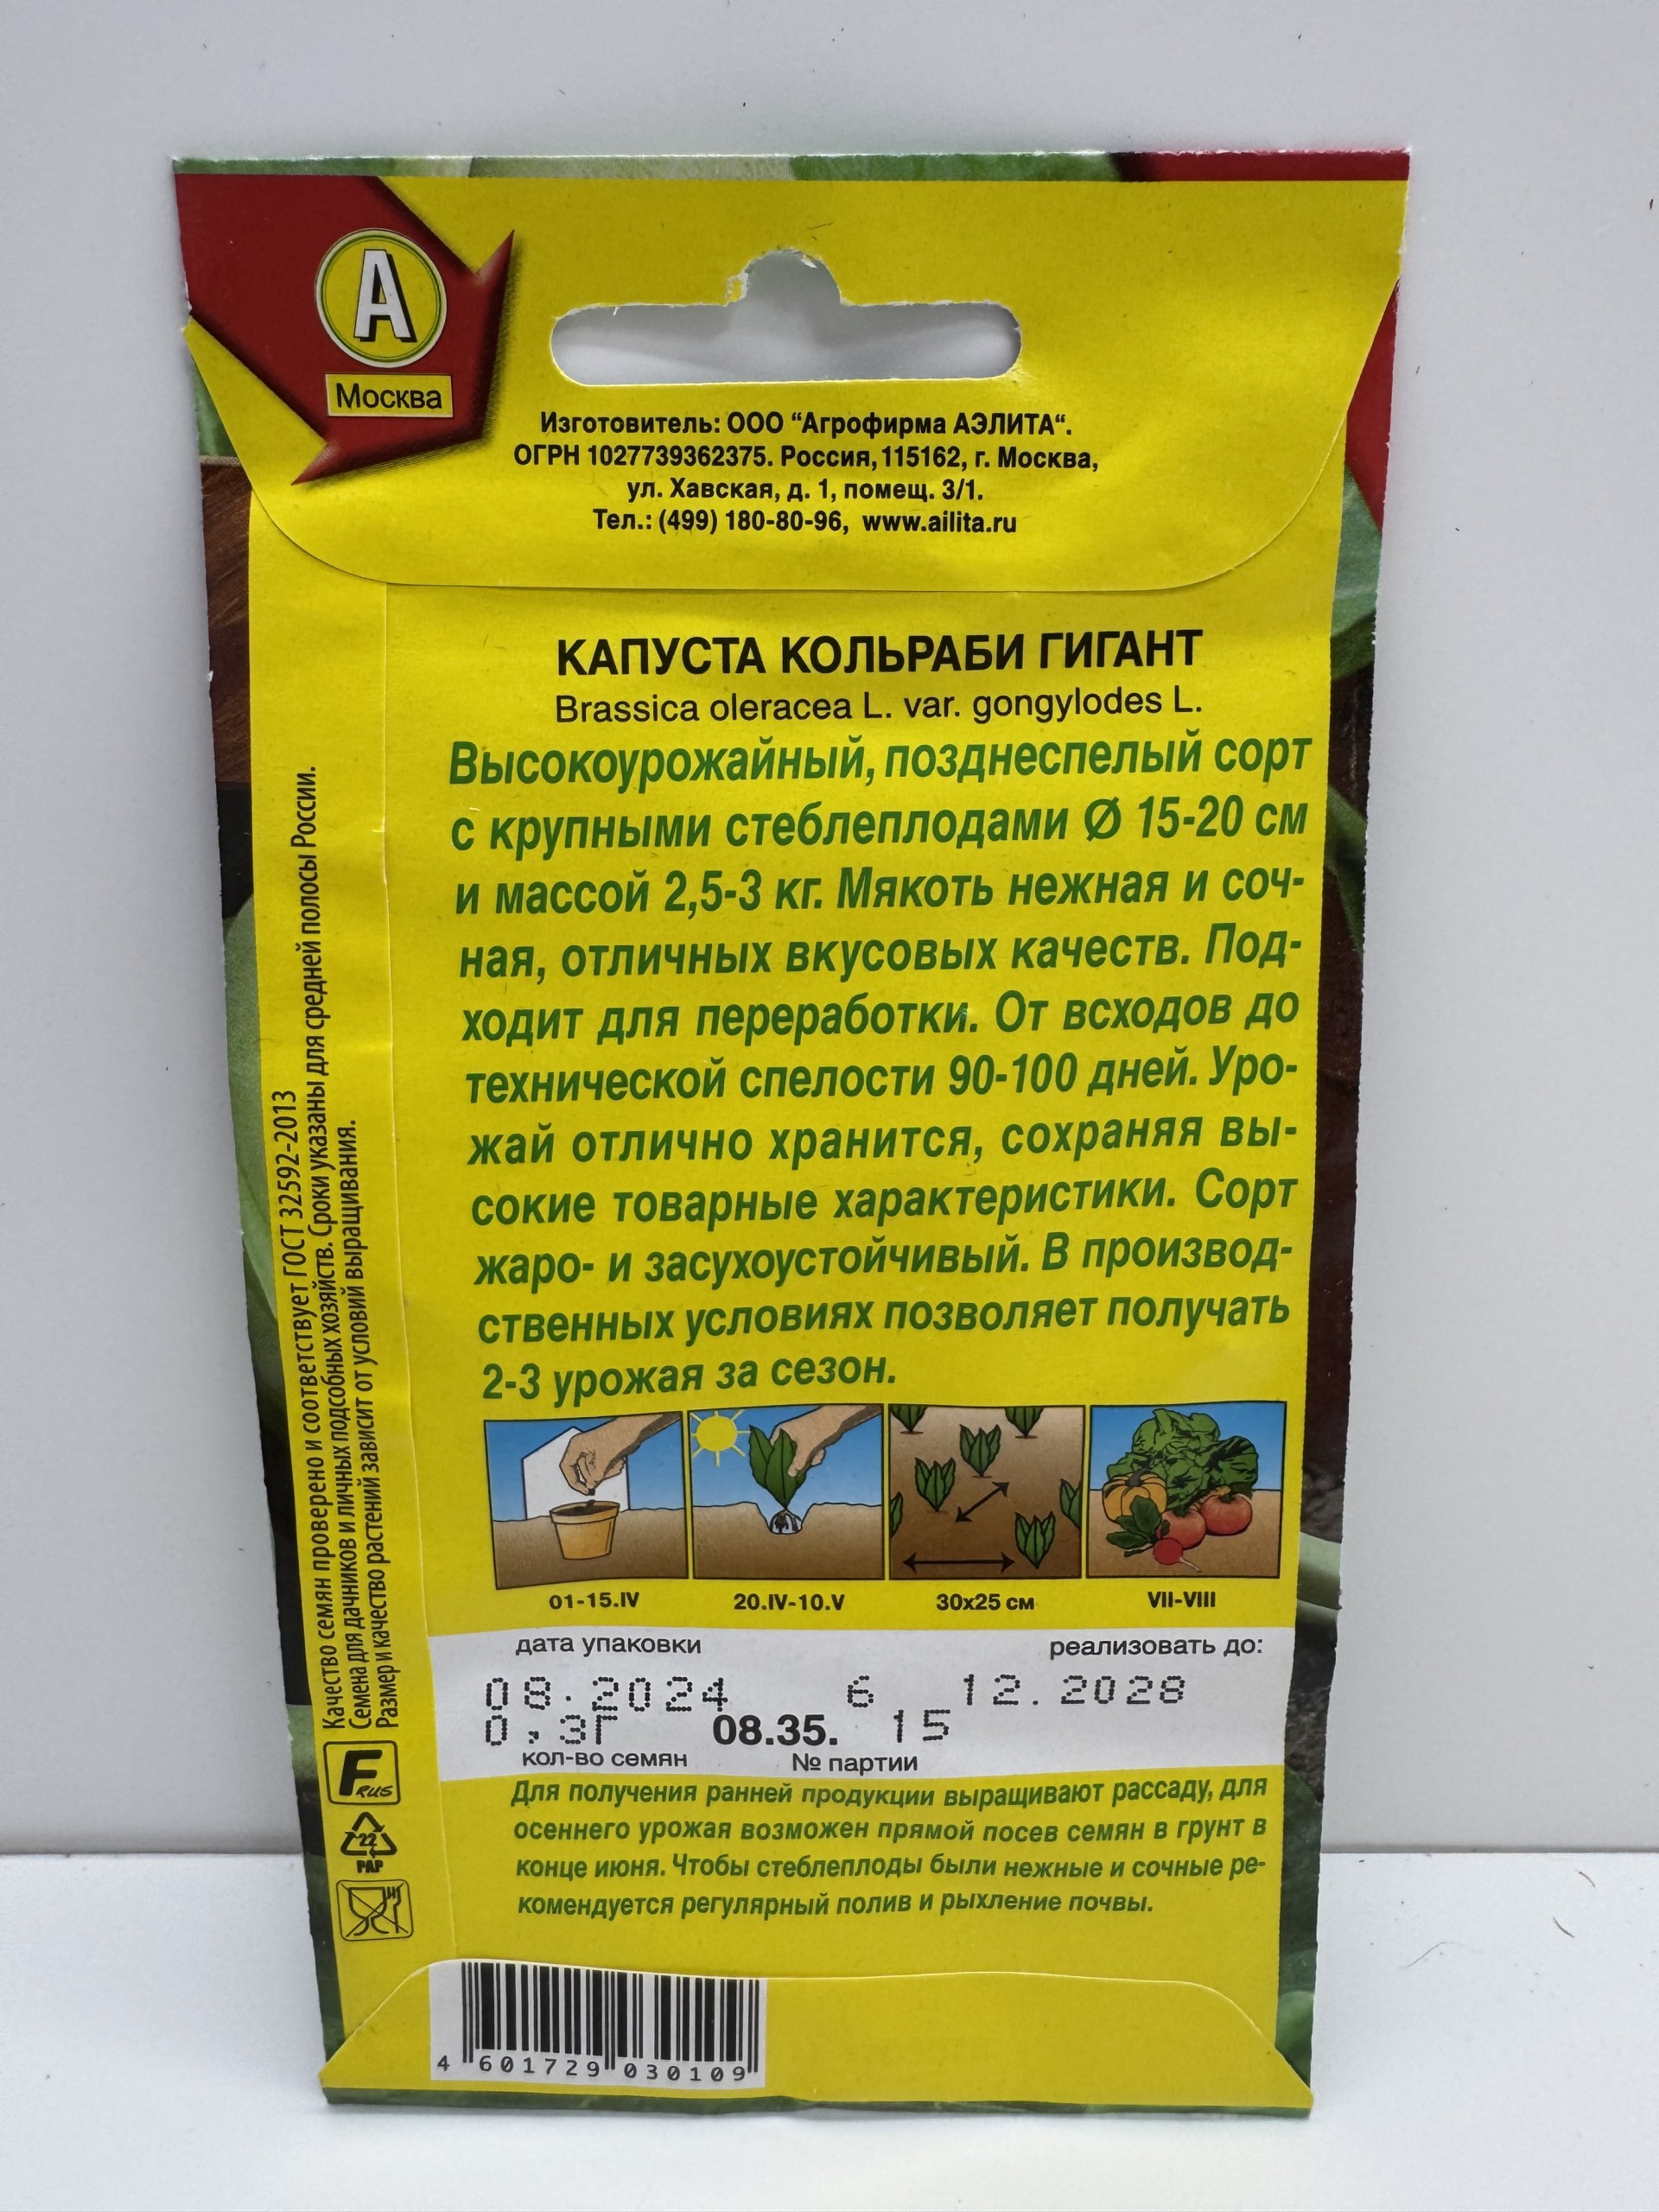 А
Москва
Изготовитель: ООО “Агрофирма АЭЛИТА“.
ОГРН 1027739362375. Россия, 115162, г. Москва,
ул. Хавская, д. 1, помещ. 3/1.
Тел.: (499) 180-80-96, www.ailita.ru
КАПУСТА КОЛЬРАБИ ГИГАНТ
Brassica oleracea L. var. gongylodes L.
Высокоурожайный, позднеспелый сорт
с крупными стеблеплодами Ø 15-20 см
и массой 2,5-3 кг. Мякоть нежная и соч-
ная, отличных вкусовых качеств. Под-
ходит для переработки. От всходов до
технической спелости 90-100 дней. Уро-
жай отлично хранится, сохраняя вы-
сокие товарные характеристики. Сорт
жаро- и засухоустойчивый. В производ-
ственных условиях позволяет получать
2-3 урожая за сезон.
01-15.IV 20.IV-10.V 30x25 см VII-VIII
дата упаковки реализовать до:
08.2024 6 12.2028
0,3Г 08.35. 15
кол-во семян № партии
Для получения ранней продукции выращивают рассаду, для
осеннего урожая возможен прямой посев семян в грунт в
конце июня. Чтобы стеблеплоды были нежные и сочные ре-
комендуется регулярный полив и рыхление почвы.
Качество семян проверено и соответствует ГОСТ 32592-2013
Семена для дачников и личных подсобных хозяйств. Сроки указаны для средней полосы России.
Размер и качество растений зависит от условий выращивания.
F RUS
22
PAP
4 601729 030109